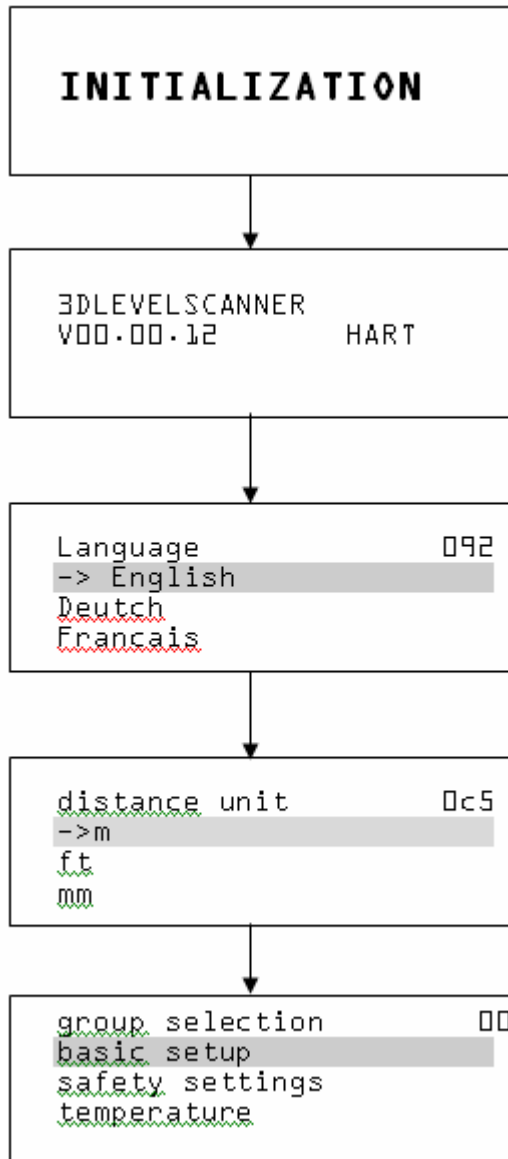 INITIALIZATION
3DLEVELSCANNER
V00.00.12 HART
Language 092
-> English
Deutch
Francais
distance unit 0c5
->m
ft
mm
group selection 00
basic setup
safety settings
temperature